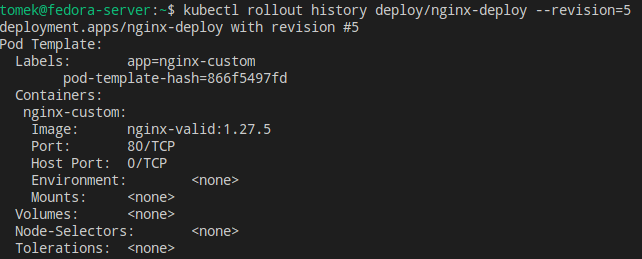 tomek@fedora-server:~$ kubectl rollout history deploy/nginx-deploy --revision=5
deployment.apps/nginx-deploy with revision #5
Pod Template:
  Labels:       app=nginx-custom
        pod-template-hash=866f5497fd
  Containers:
   nginx-custom:
    Image:      nginx-valid:1.27.5
    Port:       80/TCP
    Host Port:  0/TCP
    Environment:        <none>
    Mounts:     <none>
  Volumes:      <none>
  Node-Selectors:       <none>
  Tolerations:  <none>